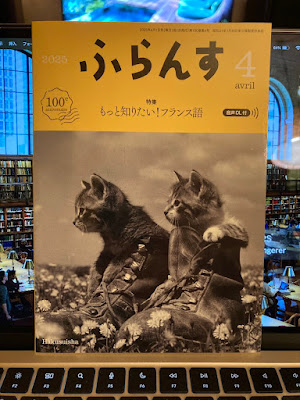 2025
ふらんす
4
avril
100e
anniversaire
特集
もっと知りたい！フランス語
音声DL付
Hakusuisha